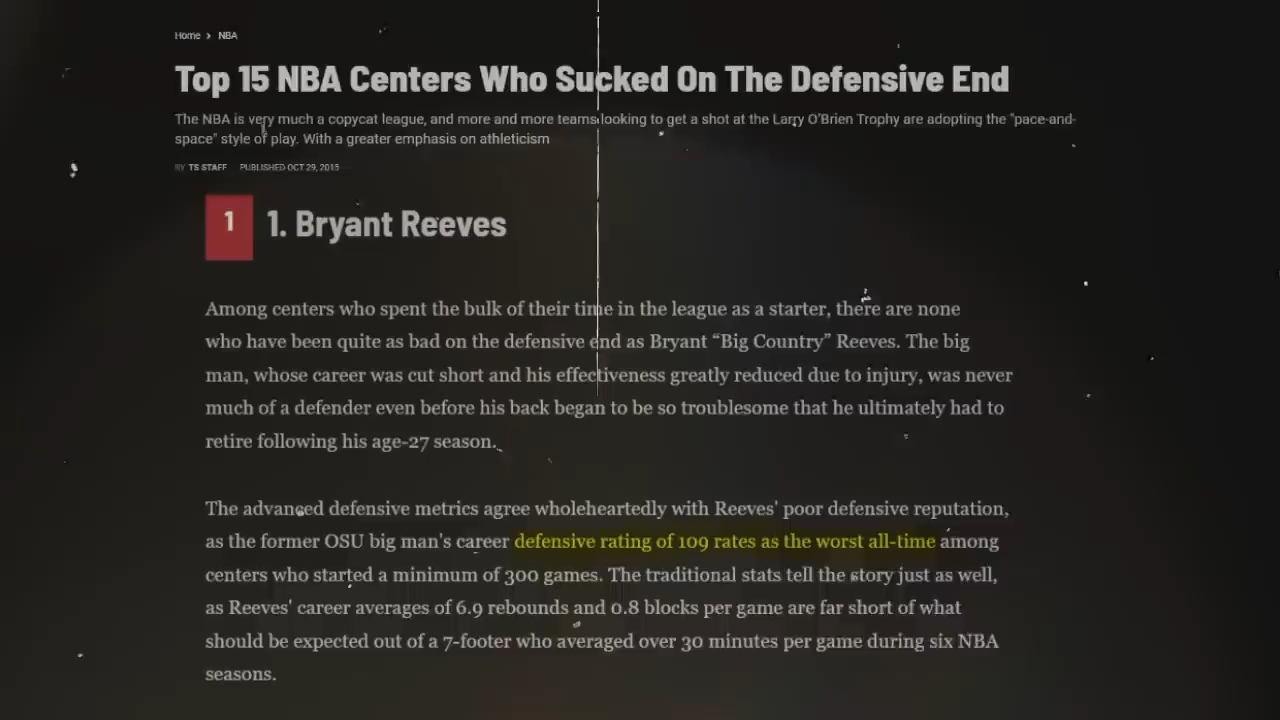 Home > NBA
Top 15 NBA Centers Who Sucked On The Defensive End
The NBA is very much a copycat league, and more and more teams looking to get a shot at the Larry O'Brien Trophy are adopting the "pace-and-
space" style of play. With a greater emphasis on athleticism
BY TS STAFF PUBLISHED OCT 29, 2015
1 1. Bryant Reeves
Among centers who spent the bulk of their time in the league as a starter, there are none
who have been quite as bad on the defensive end as Bryant “Big Country” Reeves. The big
man, whose career was cut short and his effectiveness greatly reduced due to injury, was never
much of a defender even before his back began to be so troublesome that he ultimately had to
retire following his age-27 season.
The advanced defensive metrics agree wholeheartedly with Reeves' poor defensive reputation,
as the former OSU big man's career defensive rating of 109 rates as the worst all-time among
centers who started a minimum of 300 games. The traditional stats tell the story just as well,
as Reeves' career averages of 6.9 rebounds and 0.8 blocks per game are far short of what
should be expected out of a 7-footer who averaged over 30 minutes per game during six NBA
seasons.